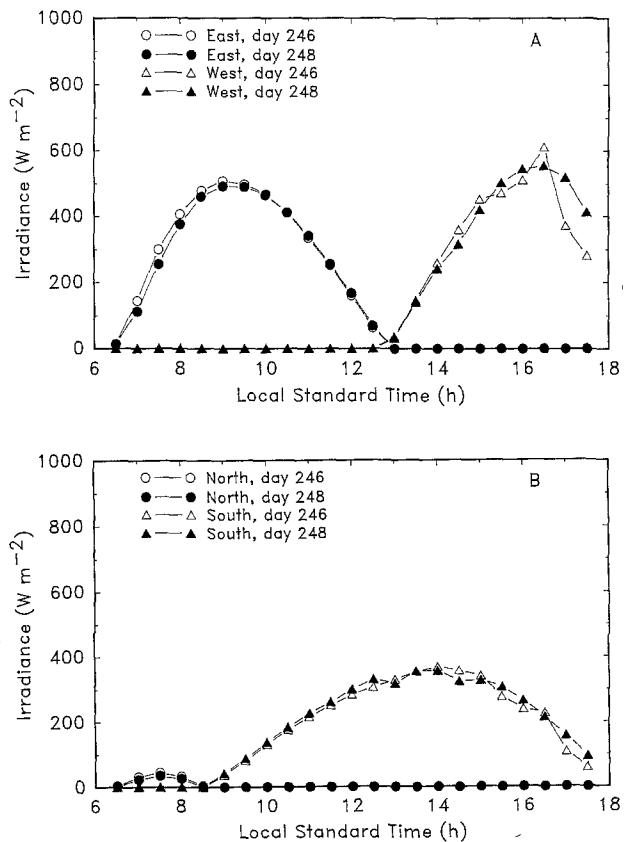 A
East, day 246
East, day 248
West, day 246
West, day 248
1000
800
600
400
200
0
Irradiance (W m−2)
6 8 10 12 14 16 18
Local Standard Time (h)
B
North, day 246
North, day 248
South, day 246
South, day 248
1000
800
600
400
200
0
Irradiance (W m−2)
6 8 10 12 14 16 18
Local Standard Time (h)